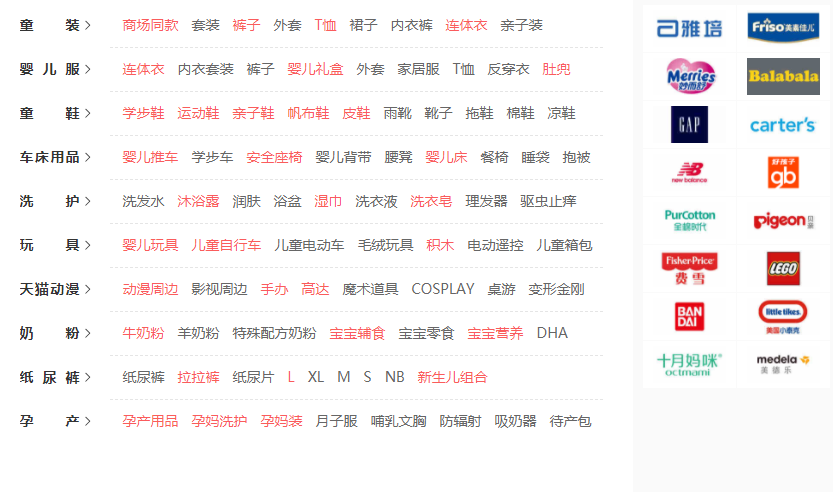 童装 > 商场同款 套装 裤子 外套 T恤 裙子 内衣裤 连体衣 亲子装
婴儿服 > 连体衣 内衣套装 裤子 婴儿礼盒 外套 家居服 T恤 反穿衣 肚兜
童鞋 > 学步鞋 运动鞋 亲子鞋 帆布鞋 皮鞋 雨靴 靴子 拖鞋 棉鞋 凉鞋
车床用品 > 婴儿推车 学步车 安全座椅 婴儿背带 腰凳 婴儿床 餐椅 睡袋 抱被
洗护 > 洗发水 沐浴露 润肤 浴盆 湿巾 洗衣液 洗衣皂 理发器 驱虫止痒
玩具 > 婴儿玩具 儿童自行车 儿童电动车 毛绒玩具 积木 电动遥控 儿童箱包
天猫动漫 > 动漫周边 影视周边 手办 高达 魔术道具 COSPLAY 桌游 变形金刚
奶粉 > 牛奶粉 羊奶粉 特殊配方奶粉 宝宝辅食 宝宝零食 宝宝营养 DHA
纸尿裤 > 纸尿裤 拉拉裤 纸尿片 L XL M S NB 新生儿组合
孕产 > 孕产用品 孕妈洗护 孕妈装 月子服 哺乳文胸 防辐射 吸奶器 待产包
雅培 Friso美素佳儿
Merries 妙而舒 Balabala
GAP carter's
new balance 好孩子 gb
PurCotton 全棉时代 pigeon 贝亲
Fisher-Price 费雪 LEGO
BAN DAI little tikes 美国小泰克
十月妈咪 octmami medela 美德乐